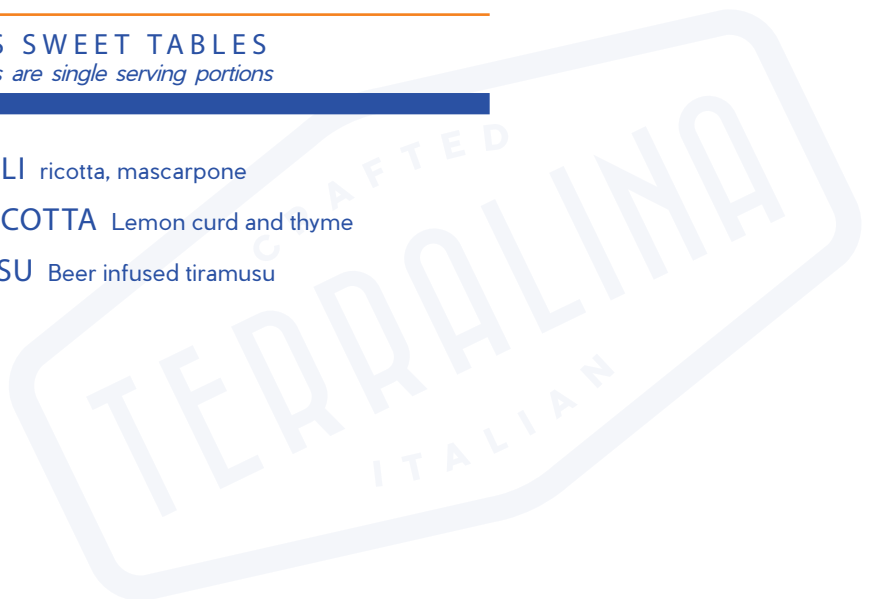 S SWEET TABLES
s are single serving portions
LI ricotta, mascarpone
COTTA Lemon curd and thyme
SU Beer infused tiramusu
CRAFTED
TERRALINA
ITALIAN